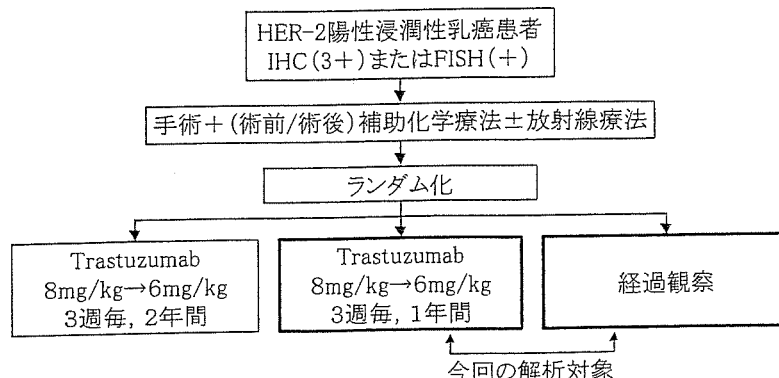 HER-2陽性浸潤性乳癌患者
IHC(3+)またはFISH(+)
手術+(術前/術後)補助化学療法±放射線療法
ランダム化
Trastuzumab
8mg/kg→6mg/kg
3週毎, 2年間
Trastuzumab
8mg/kg→6mg/kg
3週毎, 1年間
経過観察
今回の解析対象